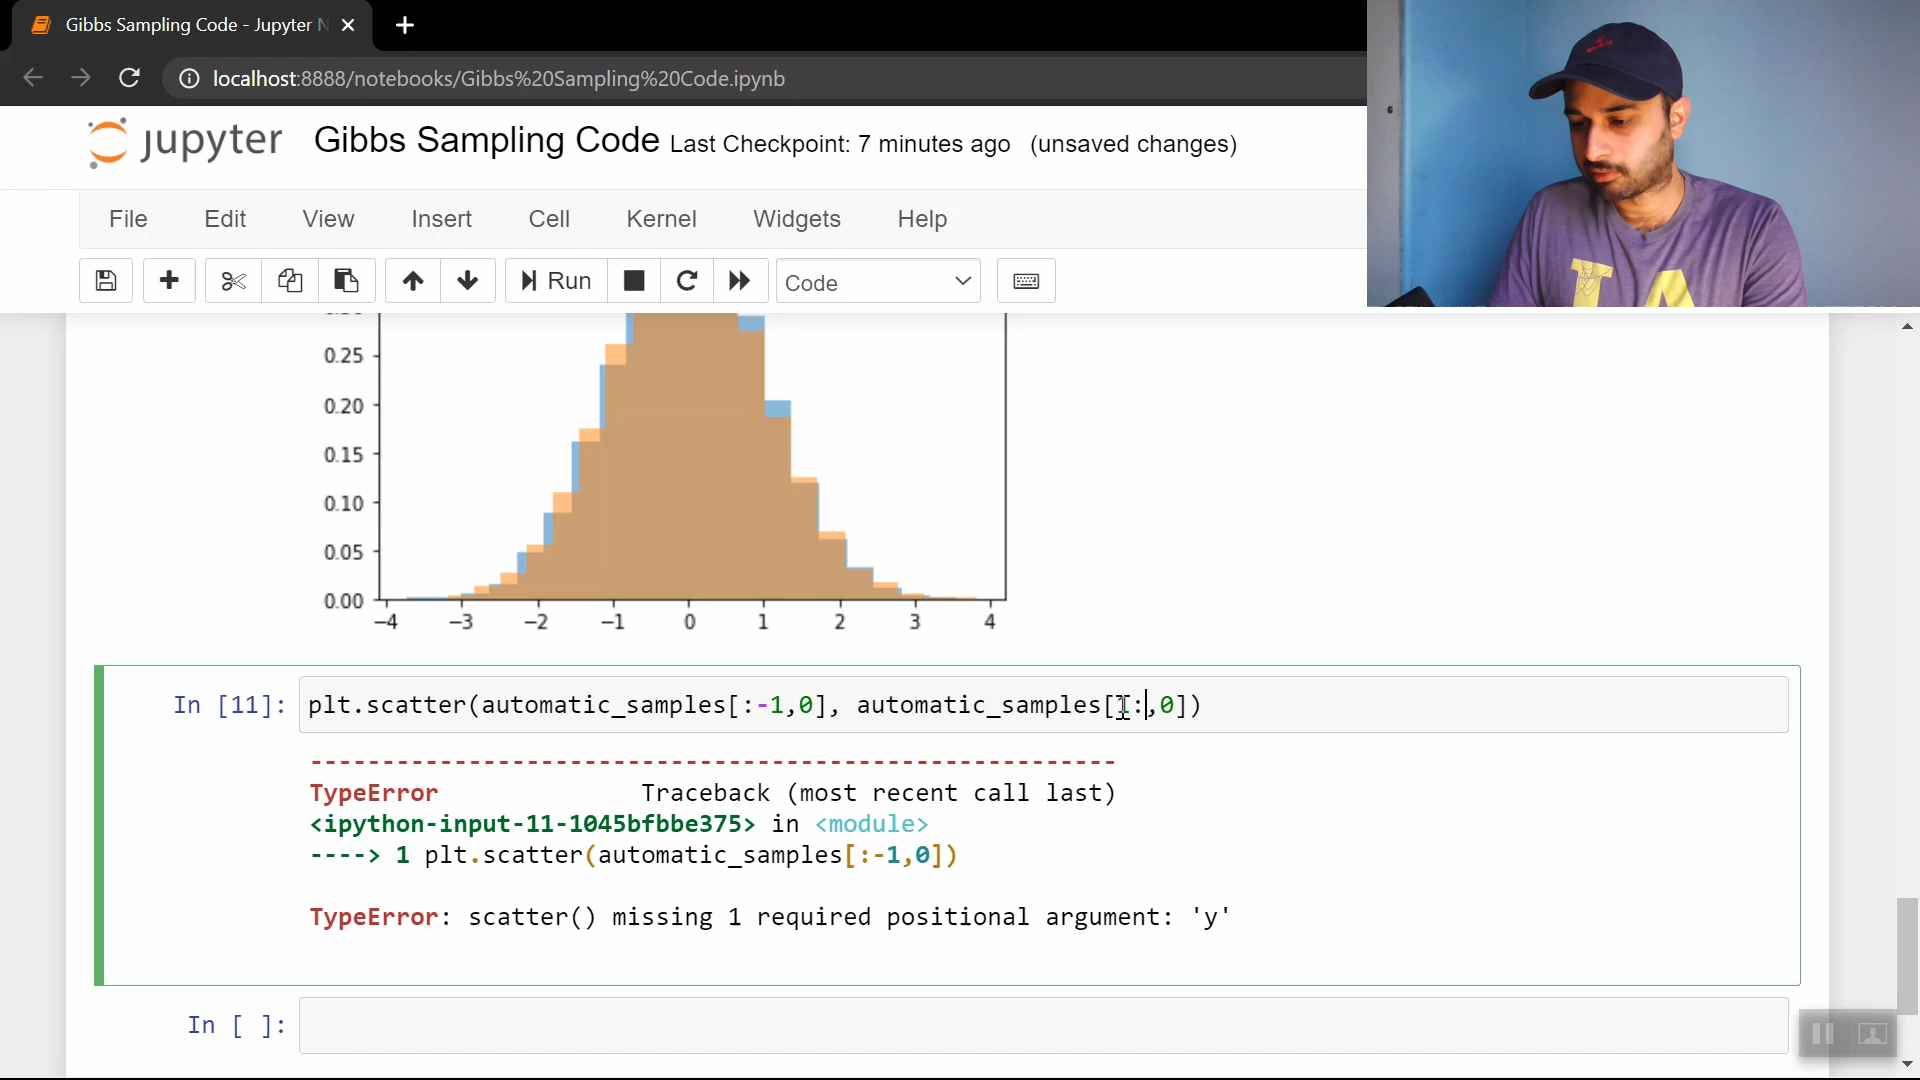 Gibbs Sampling Code - Jupyter N
localhost:8888/notebooks/Gibbs%20Sampling%20Code.ipynb
jupyter Gibbs Sampling Code Last Checkpoint: 7 minutes ago (unsaved changes)
File Edit View Insert Cell Kernel Widgets Help
Run Code
0.25
0.20
0.15
0.10
0.05
0.00
−4 −3 −2 −1 0 1 2 3 4
In [11]: plt.scatter(automatic_samples[:-1,0], automatic_samples[1:,0])
--------------------------------------------------------
TypeError Traceback (most recent call last)
<ipython-input-11-1045bfbbe375> in <module>
----> 1 plt.scatter(automatic_samples[:-1,0])
TypeError: scatter() missing 1 required positional argument: 'y'
In [ ]: